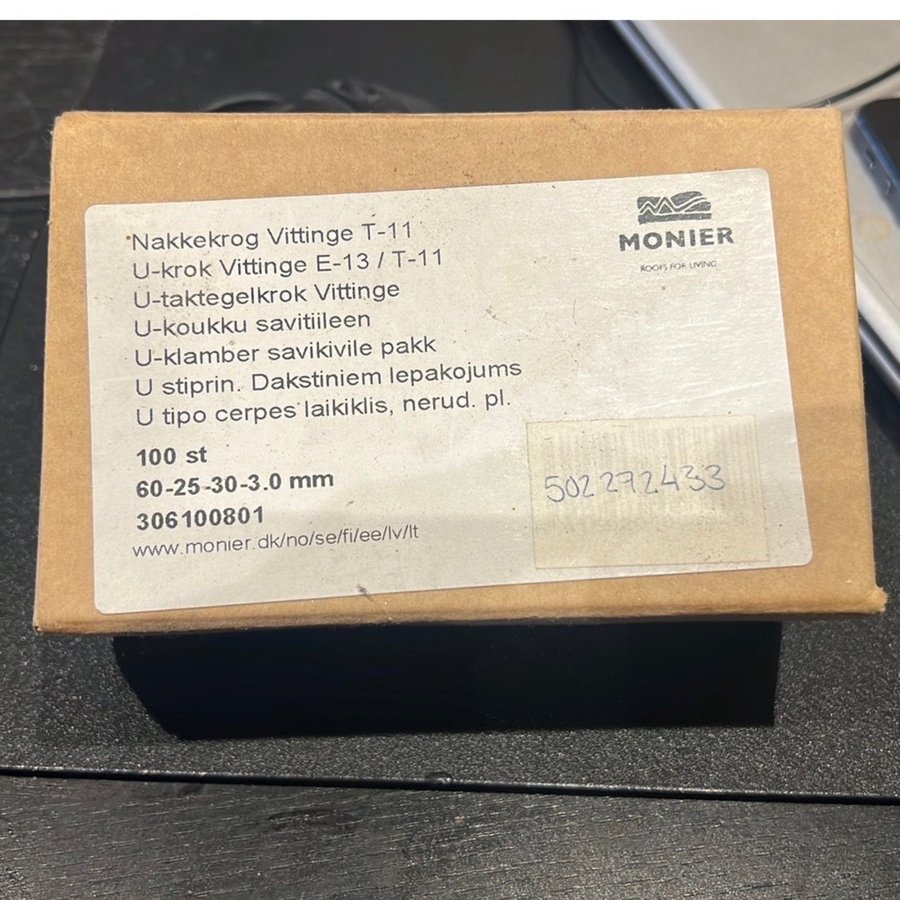 Nakkekrog Vittinge T-11
U-krok Vittinge E-13 / T-11
U-taktegelkrok Vittinge
U-koukku savitiileen
U-klamber savikivile pakk
U stiprin. Dakstiniem lepakojums
U tipo cerpes laikiklis, nerud. pl.
100 st
60-25-30-3.0 mm
306100801
www.monier.dk/no/se/fi/ee/lv/lt
MONIER
ROOFS FOR LIVING
502272433